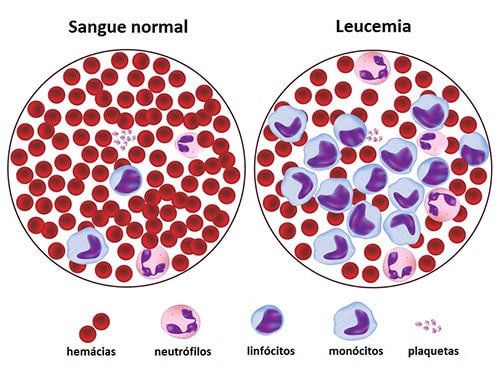 Sangue normal
Leucemia
hemácias
neutrófilos
linfócitos
monócitos
plaquetas